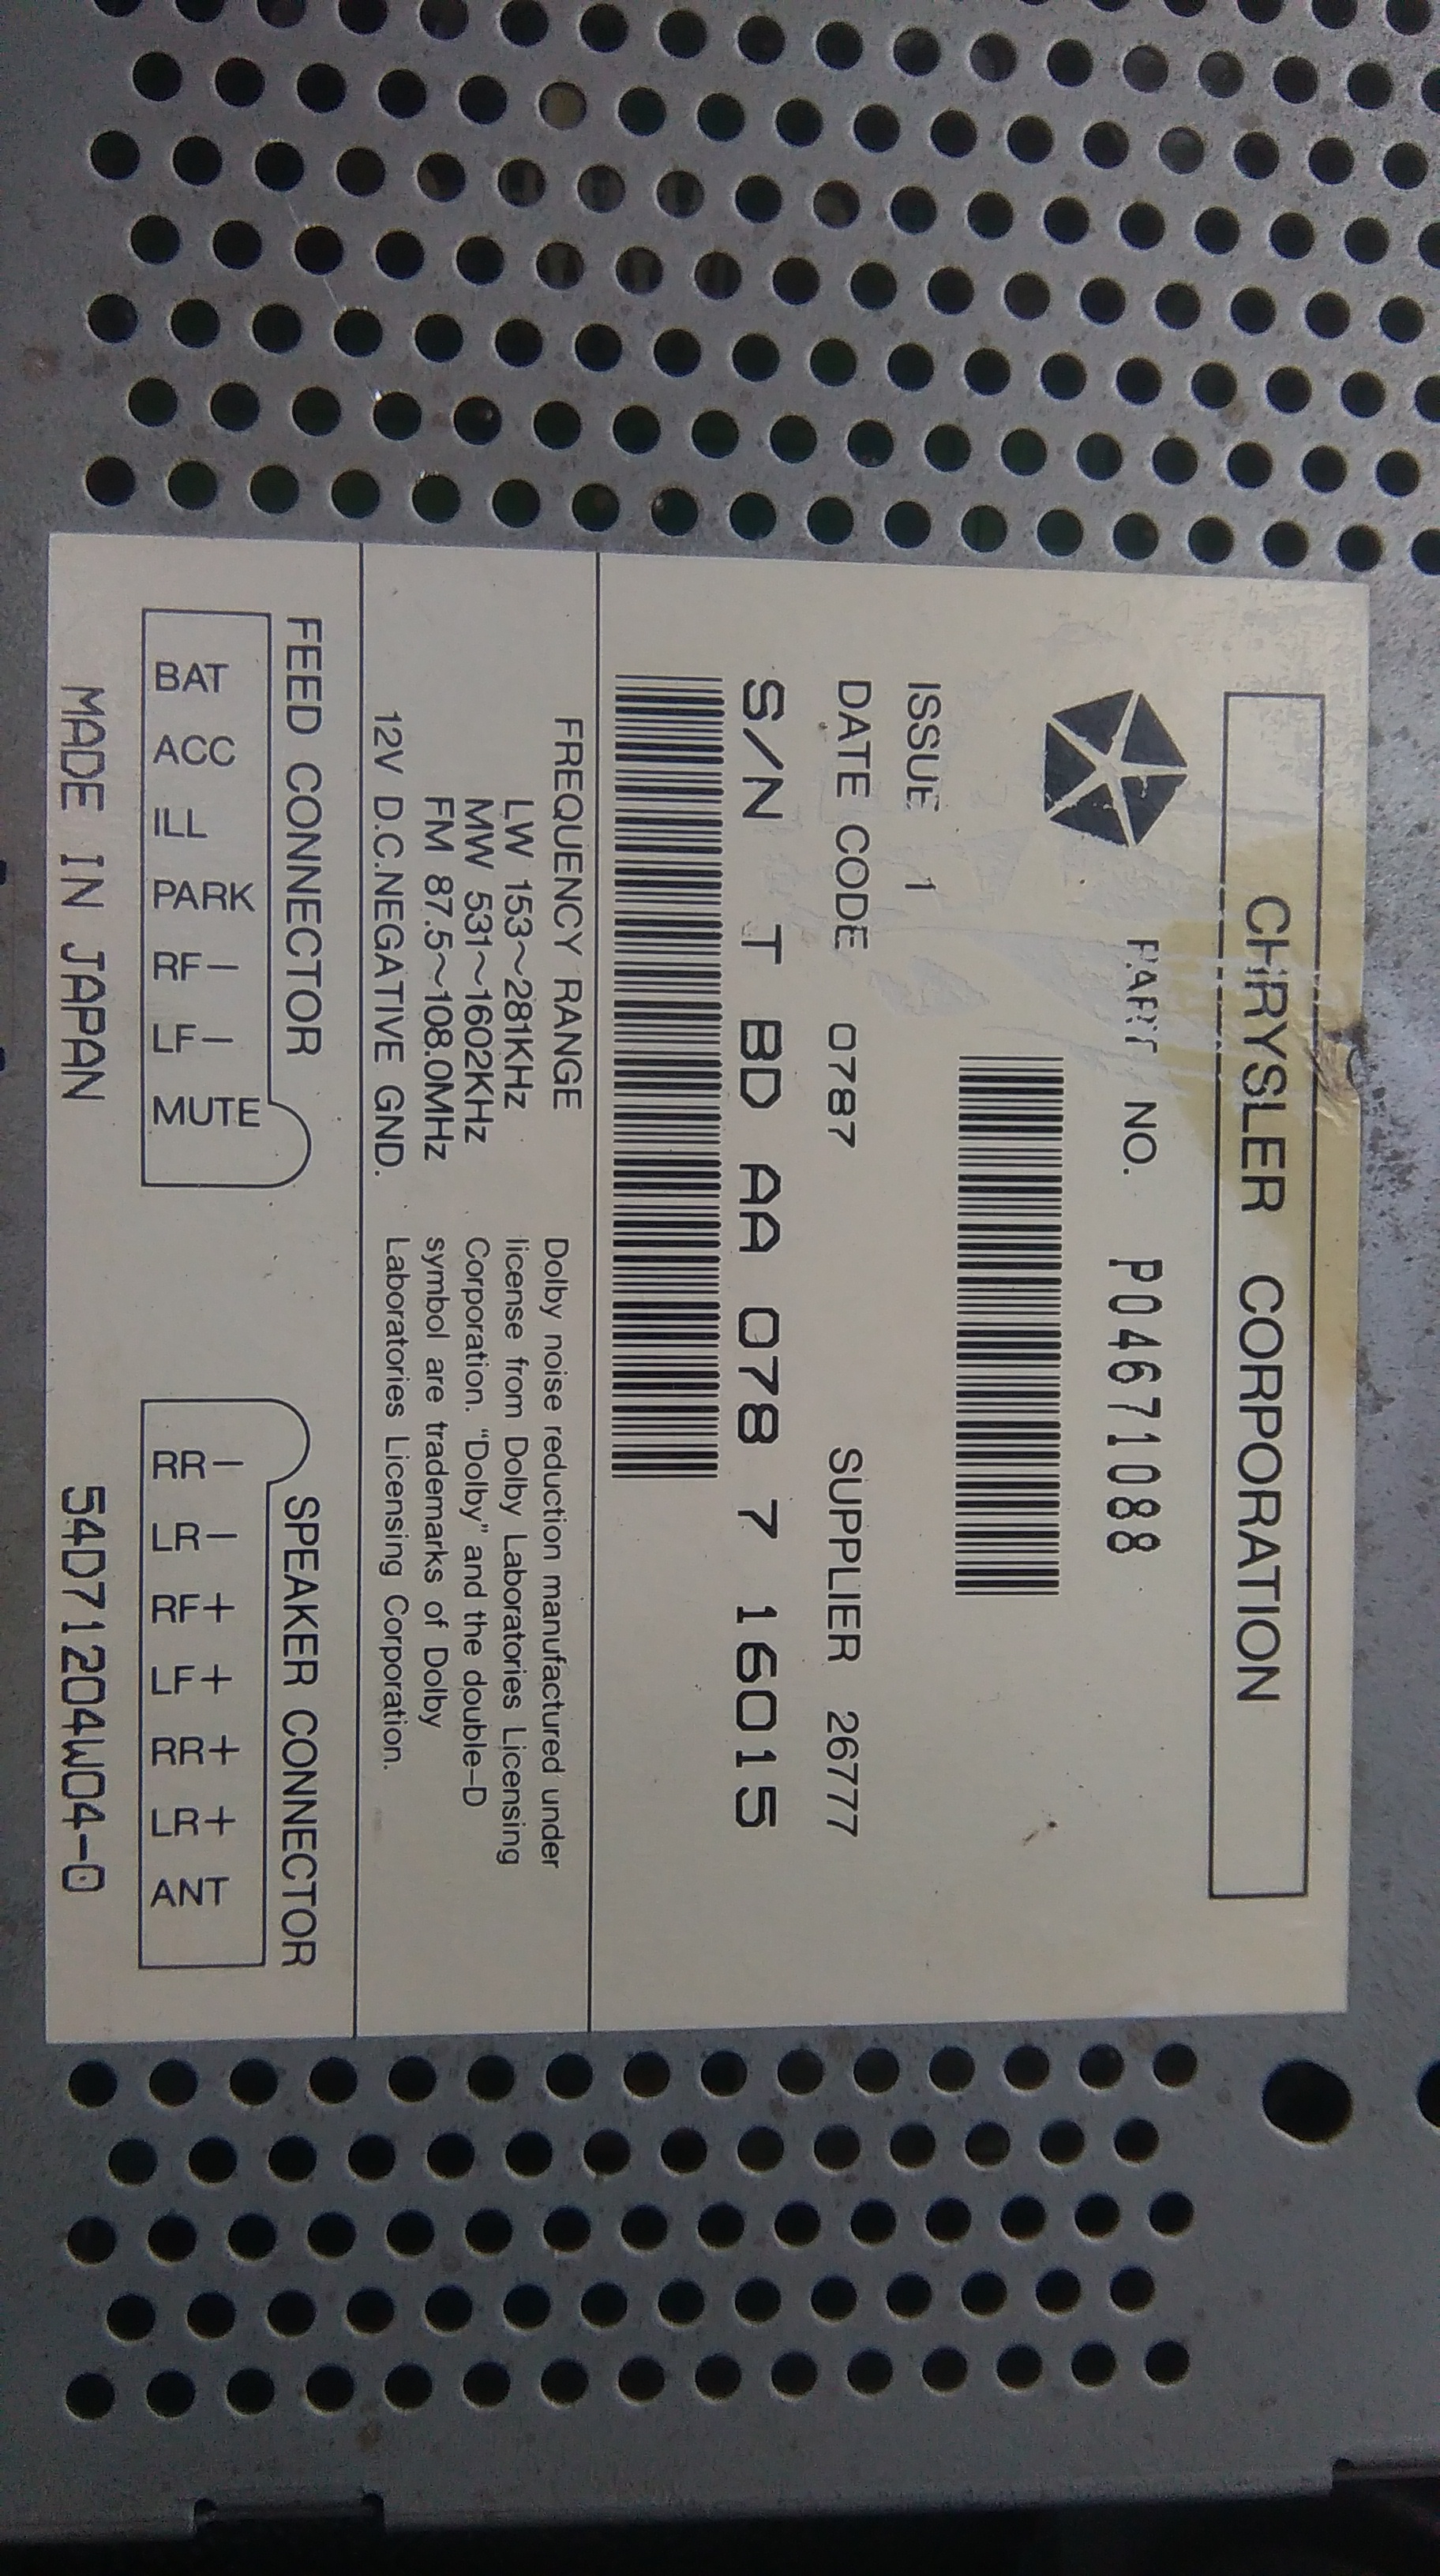 CHRYSLER CORPORATION
PART NO. P04671088
ISSUE 1
DATE CODE 0787 SUPPLIER 26777
S/N T BD AA 078 7 16015
FREQUENCY RANGE
LW 153~281KHz
MW 531~1602KHz
FM 87.5~108.0MHz
12V D.C.NEGATIVE GND.
Dolby noise reduction manufactured under
license from Dolby Laboratories Licensing
Corporation. "Dolby" and the double-D
symbol are trademarks of Dolby
Laboratories Licensing Corporation.
FEED CONNECTOR
BAT ACC ILL PARK RF- LF- MUTE
SPEAKER CONNECTOR
RR- LR- RF+ LF+ RR+ LR+ ANT
MADE IN JAPAN 54D71204W04-0